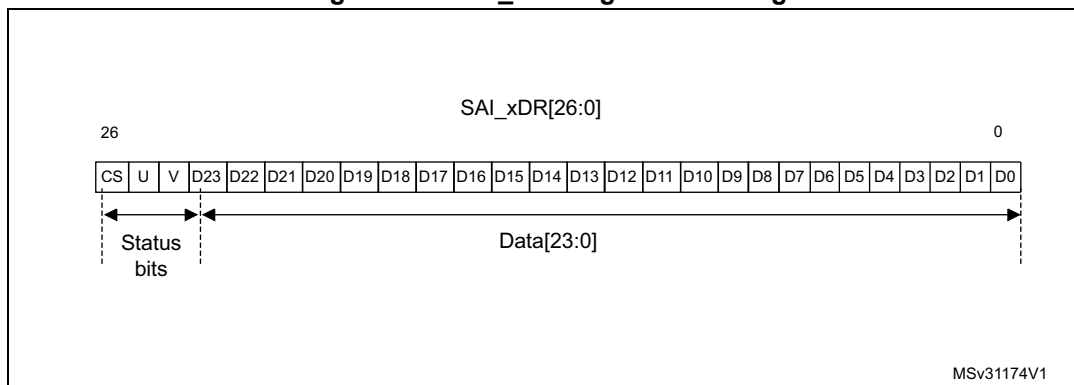 SAI_xDR[26:0]
26 0
CS U V D23 D22 D21 D20 D19 D18 D17 D16 D15 D14 D13 D12 D11 D10 D9 D8 D7 D6 D5 D4 D3 D2 D1 D0
Status
bits
Data[23:0]
MSv31174V1